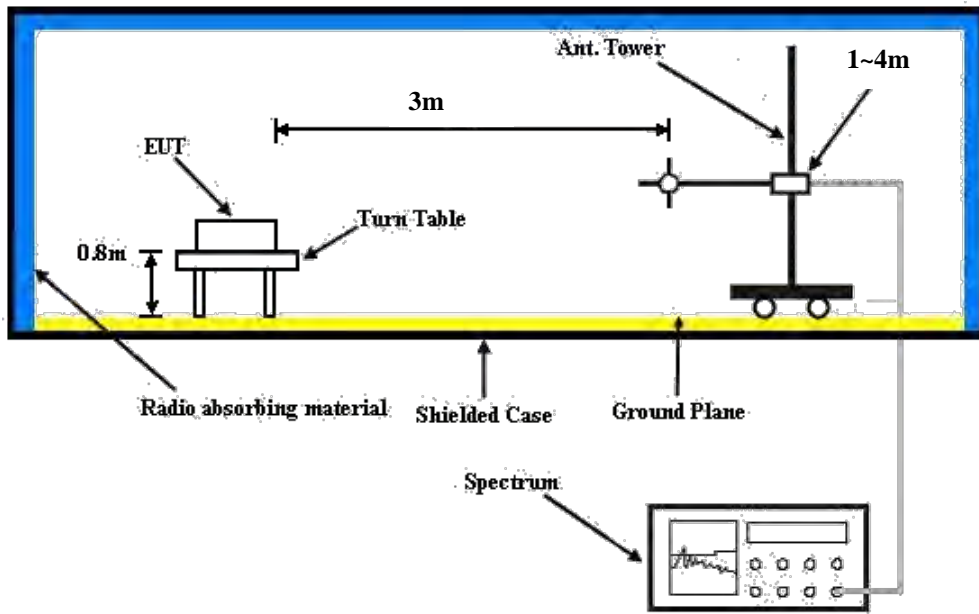 Ant. Tower
1~4m
3m
EUT
Turn Table
0.8m
Radio absorbing material
Shielded Case
Ground Plane
Spectrum